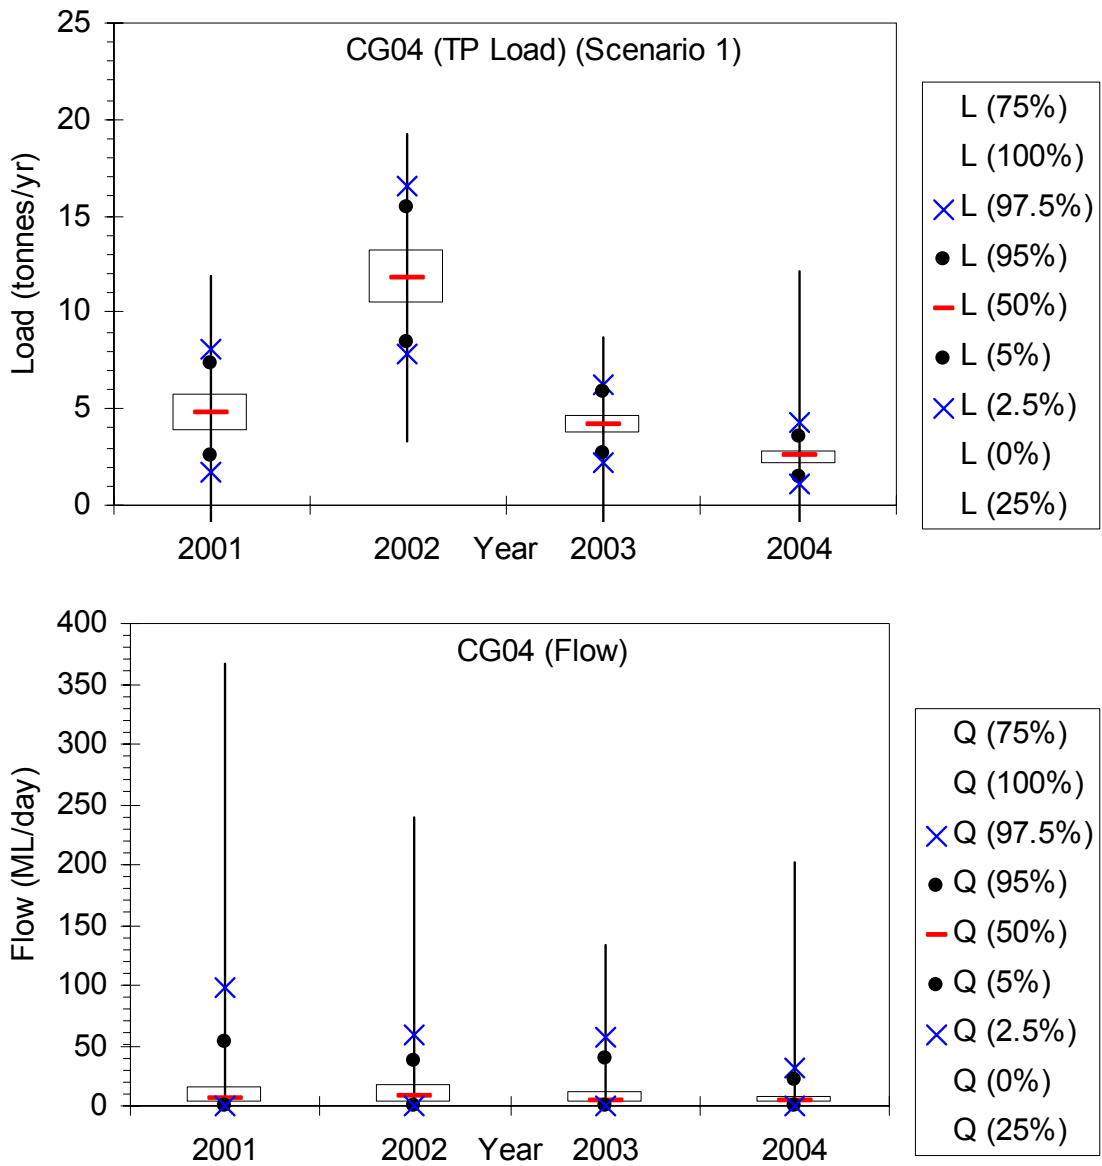 CG04 (TP Load) (Scenario 1)
Load (tonnes/yr)
25
20
15
10
5
0
2001 2002 Year 2003 2004
L (75%)
L (100%)
L (97.5%)
L (95%)
L (50%)
L (5%)
L (2.5%)
L (0%)
L (25%)
CG04 (Flow)
Flow (ML/day)
400
350
300
250
200
150
100
50
0
2001 2002 Year 2003 2004
Q (75%)
Q (100%)
Q (97.5%)
Q (95%)
Q (50%)
Q (5%)
Q (2.5%)
Q (0%)
Q (25%)